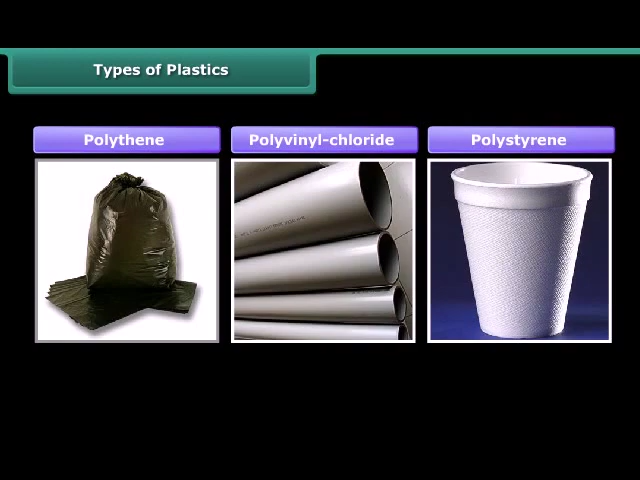 Types of Plastics
Polythene
Polyvinyl-chloride
Polystyrene